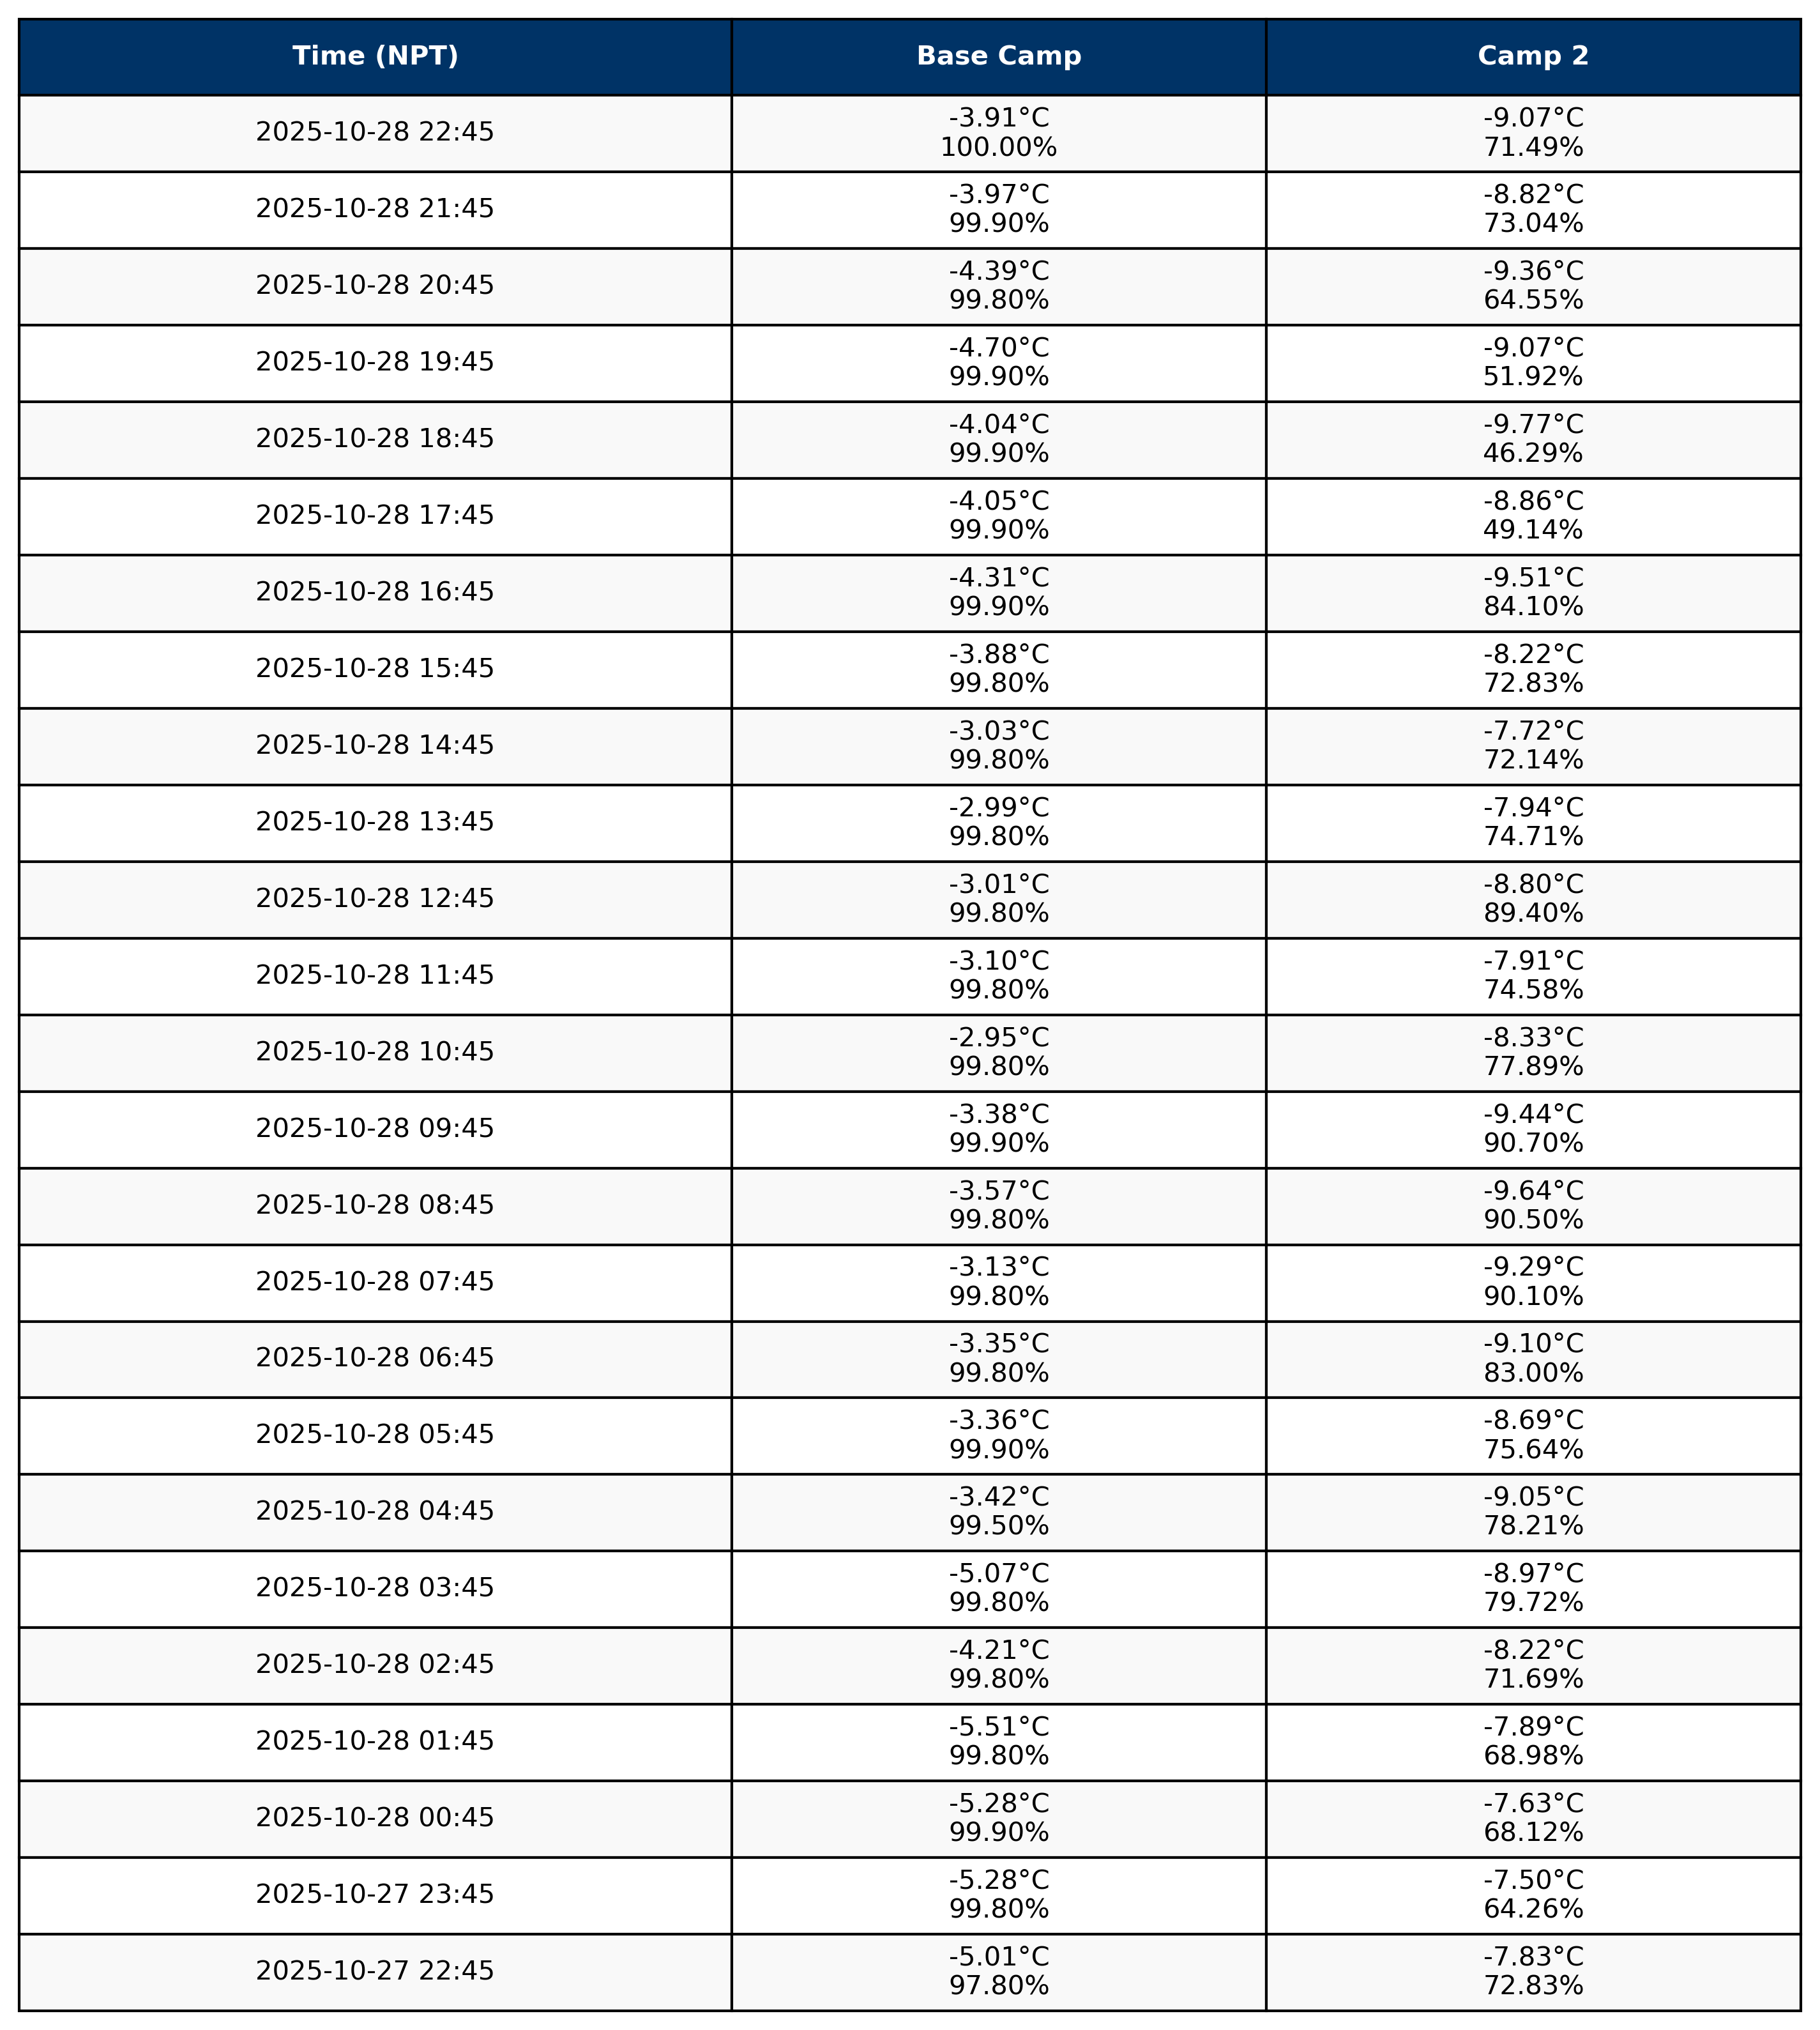 Time (NPT) Base Camp Camp 2
2025-10-28 22:45 -3.91°C -9.07°C
100.00% 71.49%
2025-10-28 21:45 -3.97°C -8.82°C
99.90% 73.04%
2025-10-28 20:45 -4.39°C -9.36°C
99.80% 64.55%
2025-10-28 19:45 -4.70°C -9.07°C
99.90% 51.92%
2025-10-28 18:45 -4.04°C -9.77°C
99.90% 46.29%
2025-10-28 17:45 -4.05°C -8.86°C
99.90% 49.14%
2025-10-28 16:45 -4.31°C -9.51°C
99.90% 84.10%
2025-10-28 15:45 -3.88°C -8.22°C
99.80% 72.83%
2025-10-28 14:45 -3.03°C -7.72°C
99.80% 72.14%
2025-10-28 13:45 -2.99°C -7.94°C
99.80% 74.71%
2025-10-28 12:45 -3.01°C -8.80°C
99.80% 89.40%
2025-10-28 11:45 -3.10°C -7.91°C
99.80% 74.58%
2025-10-28 10:45 -2.95°C -8.33°C
99.80% 77.89%
2025-10-28 09:45 -3.38°C -9.44°C
99.90% 90.70%
2025-10-28 08:45 -3.57°C -9.64°C
99.80% 90.50%
2025-10-28 07:45 -3.13°C -9.29°C
99.80% 90.10%
2025-10-28 06:45 -3.35°C -9.10°C
99.80% 83.00%
2025-10-28 05:45 -3.36°C -8.69°C
99.90% 75.64%
2025-10-28 04:45 -3.42°C -9.05°C
99.50% 78.21%
2025-10-28 03:45 -5.07°C -8.97°C
99.80% 79.72%
2025-10-28 02:45 -4.21°C -8.22°C
99.80% 71.69%
2025-10-28 01:45 -5.51°C -7.89°C
99.80% 68.98%
2025-10-28 00:45 -5.28°C -7.63°C
99.90% 68.12%
2025-10-27 23:45 -5.28°C -7.50°C
99.80% 64.26%
2025-10-27 22:45 -5.01°C -7.83°C
97.80% 72.83%